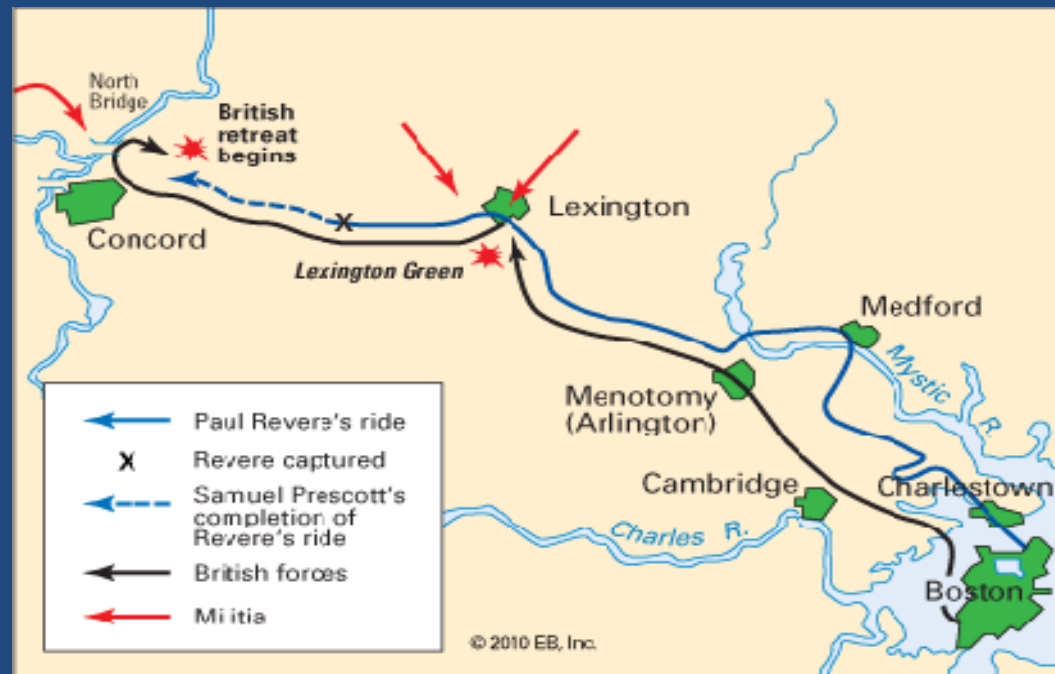 North
Bridge
British
retreat
begins
Concord
Lexington
Lexington Green
Medford
Mystic R.
Menotomy
(Arlington)
Cambridge
Charlestown
Charles R.
Boston
Paul Revere's ride
X
X Revere captured
Samuel Prescott's
completion of
Revere's ride
British forces
Militia
© 2010 EB, Inc.